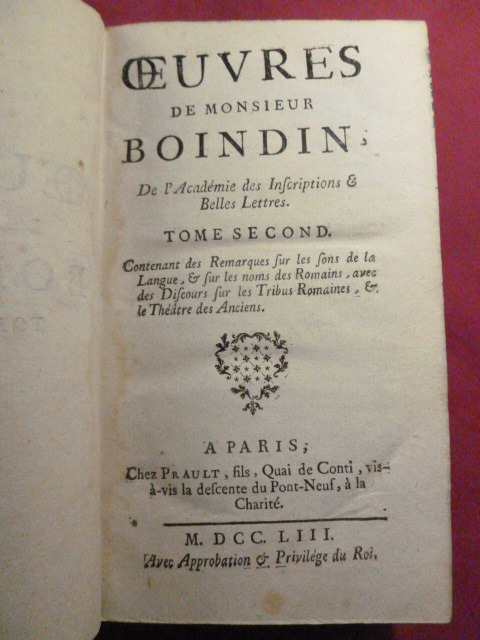 ŒUVRES
DE MONSIEUR
BOINDIN,
De l'Académie des Inſcriptions &
Belles Lettres.
TOME SECOND.
Contenant des Remarques ſur les ſons de la
Langue, & ſur les noms des Romains, avec
des Diſcours ſur les Tribus Romaines, &
le Théâtre des Anciens.
A PARIS;
Chez PRAULT, fils, Quai de Conti, vis-
à-vis la deſcente du Pont-Neuf, à la
Charité.
M. DCC. LIII.
Avec Approbation & Privilége du Roi.